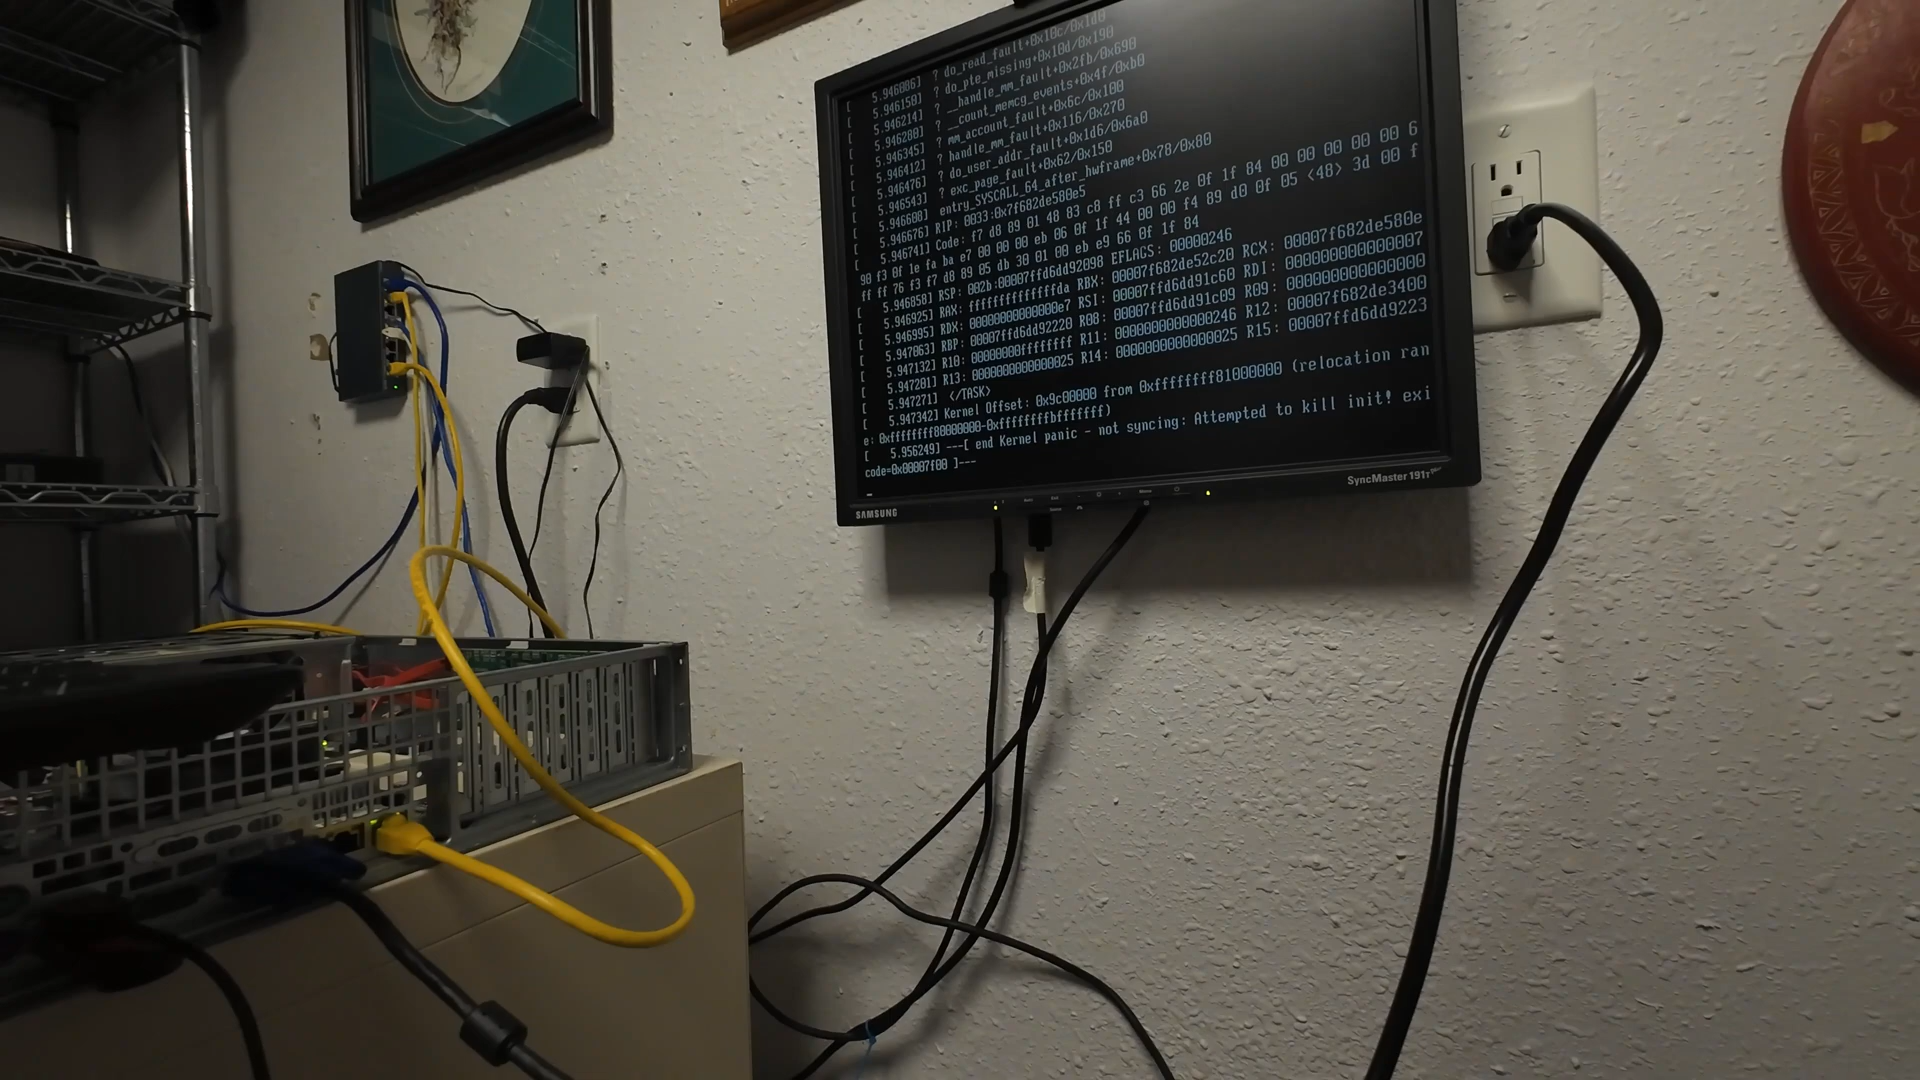 [    5.946086]  ? do_read_fault+0x10c/0x1d0
[    5.946150]  ? do_pte_missing+0x10d/0x190
[    5.946214]  ? __handle_mm_fault+0x2fb/0x690
[    5.946280]  ? __count_memcg_events+0x4f/0xb0
[    5.946345]  ? mm_account_fault+0x6c/0x100
[    5.946412]  ? handle_mm_fault+0x116/0x270
[    5.946476]  ? do_user_addr_fault+0x1d6/0x6a0
[    5.946543]  ? exc_page_fault+0x62/0x150
[    5.946608]  entry_SYSCALL_64_after_hwframe+0x78/0x80
[    5.946676] RIP: 0033:0x7f682de580e5
[    5.946741] Code: f7 d8 89 01 48 83 c8 ff c3 66 2e 0f 1f 84 00 00 00 00 00 6
90 f3 0f 1e fa ba e7 00 00 00 eb 06 0f 1f 44 00 00 f4 89 d0 0f 05 <48> 3d 00 f
ff ff 76 f3 f7 d8 89 05 db 30 01 00 eb e9 66 0f 1f 84
[    5.946858] RSP: 002b:00007ffd6dd92098 EFLAGS: 00000246
[    5.946925] RAX: ffffffffffffffda RBX: 00007f682de52c20 RCX: 00007f682de580e
[    5.946995] RDX: 00000000000000e7 RSI: 00007ffd6dd91c60 RDI: 0000000000000007
[    5.947063] RBP: 00007ffd6dd92220 R08: 00007ffd6dd91c09 R09: 0000000000000000
[    5.947132] R10: 00000000ffffffff R11: 0000000000000246 R12: 00007f682de3400
[    5.947201] R13: 0000000000000025 R14: 0000000000000025 R15: 00007ffd6dd9223
[    5.947271]  </TASK>
[    5.947342] Kernel Offset: 0x9c00000 from 0xffffffff81000000 (relocation ran
e: 0xffffffff80000000-0xffffffffbfffffff)
[    5.956249] ---[ end Kernel panic - not syncing: Attempted to kill init! exi
code=0x00007f00 ]---
SAMSUNG
SyncMaster 191T